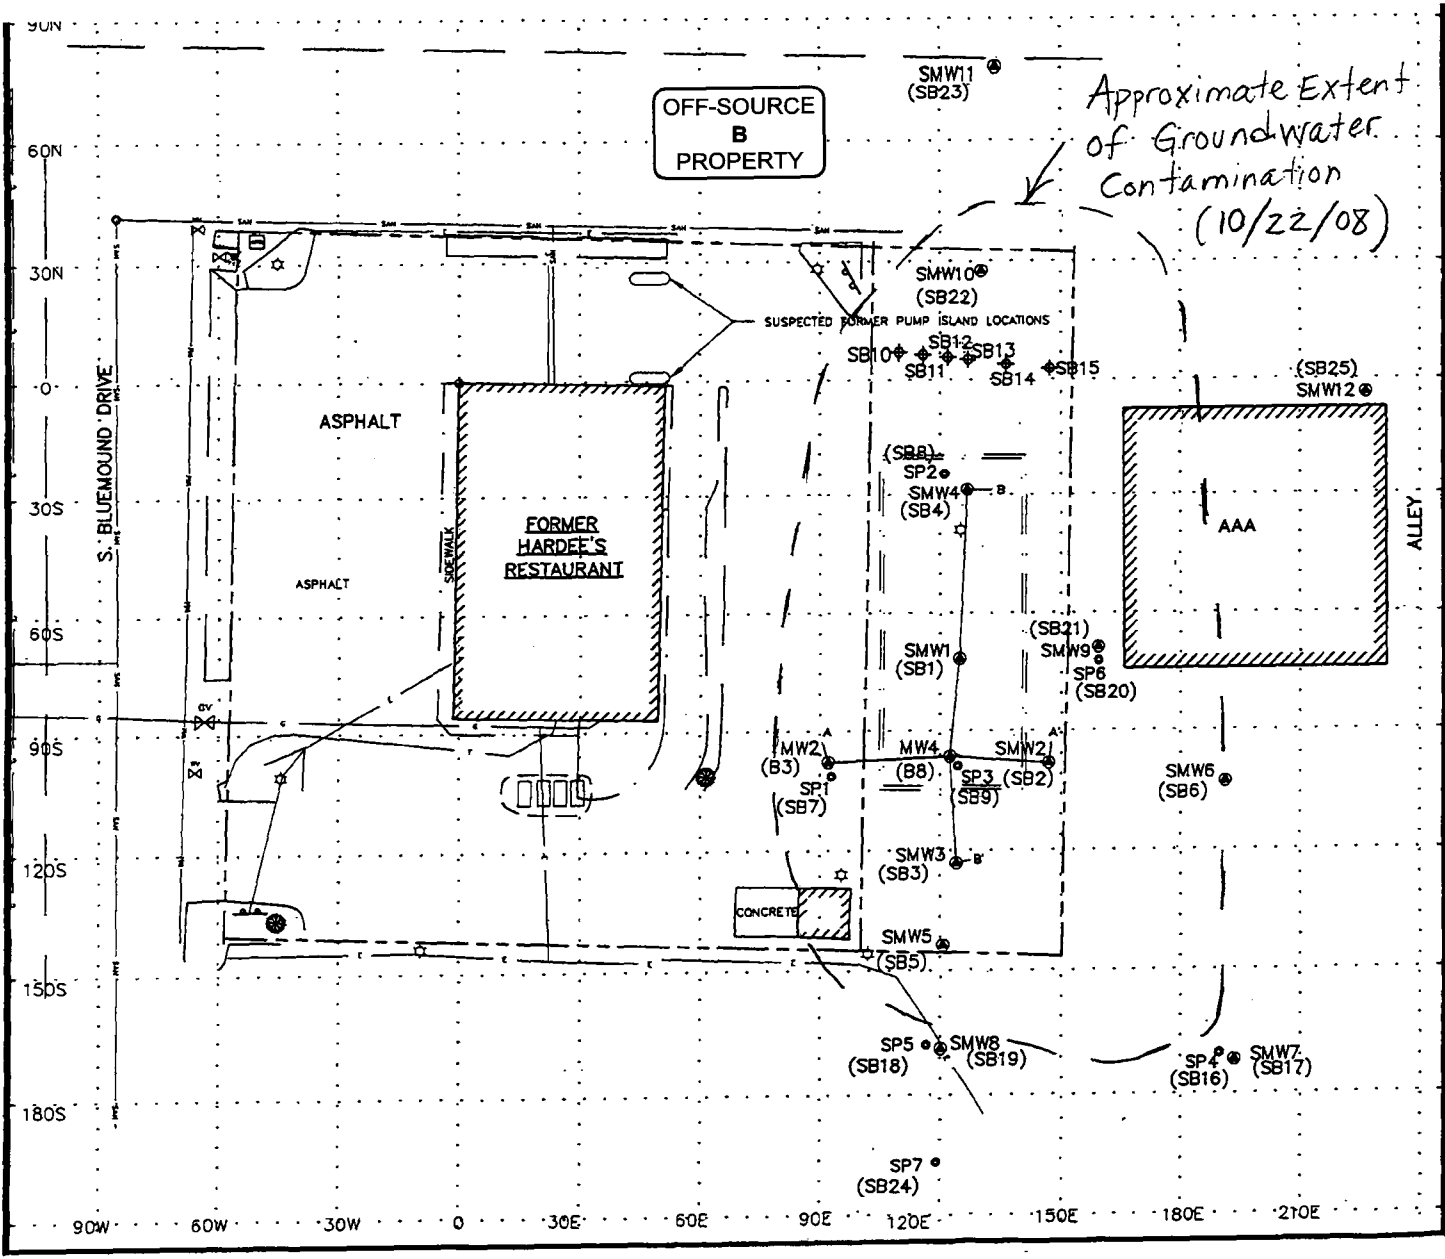 90N
SMW11
(SB23)
Approximate Extent
of Groundwater
Contamination
(10/22/08)
OFF-SOURCE
B
PROPERTY
60N
SAN
SAN
SAN
SAN
30N
SMW10
(SB22)
SUSPECTED FORMER PUMP ISLAND LOCATIONS
SB10
SB11
SB12
SB13
SB14
SB15
(SB25)
SMW12
0
S. BLUEMOUND DRIVE
ASPHALT
(SB8)
SP2
SMW4
(SB4)
B
30S
SIDEWALK
FORMER
HARDEE'S
RESTAURANT
AAA
ALLEY
ASPHALT
60S
(SB21)
SMW9
SP6
(SB20)
SMW1
(SB1)
GV
90S
A
MW2
(B3)
SP1
(SB7)
MW4
(B8)
SP3
SB9
A'
SMW2
(SB2)
SMW6
(SB6)
120S
SMW3
(SB3)
B'
CONCRETE
SMW5
(SB5)
150S
SP5
(SB18)
SMW8
(SB19)
SP4
(SB16)
SMW7
(SB17)
180S
SP7
(SB24)
90W 60W 30W 0 30E 60E 90E 120E 150E 180E 210E